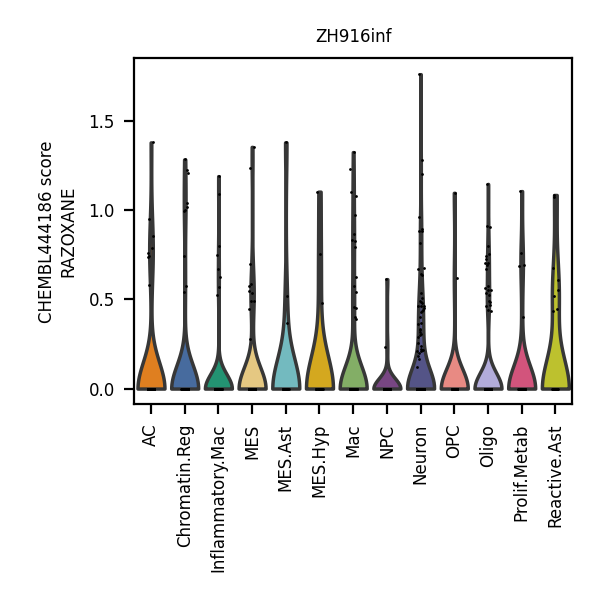 ZH916inf
CHEMBL444186 score
RAZOXANE
1.5
1.0
0.5
0.0
AC
Chromatin.Reg
Inflammatory.Mac
MES
MES.Ast
MES.Hyp
Mac
NPC
Neuron
OPC
Oligo
Prolif.Metab
Reactive.Ast